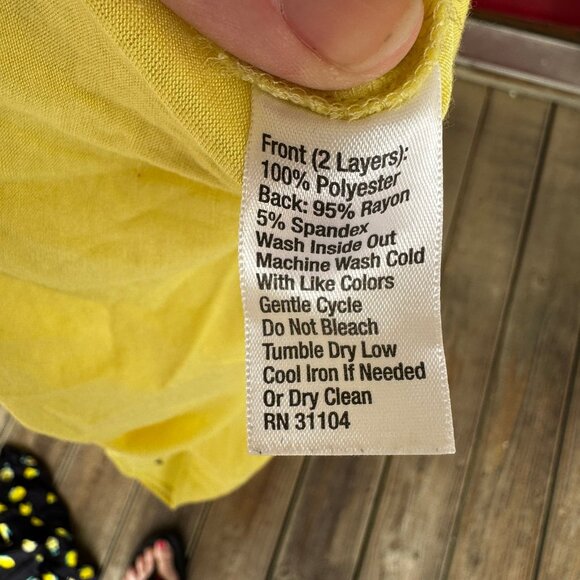 Front (2 Layers):
100% Polyester
Back: 95% Rayon
5% Spandex
Wash Inside Out
Machine Wash Cold
With Like Colors
Gentle Cycle
Do Not Bleach
Tumble Dry Low
Cool Iron If Needed
Or Dry Clean
RN 31104